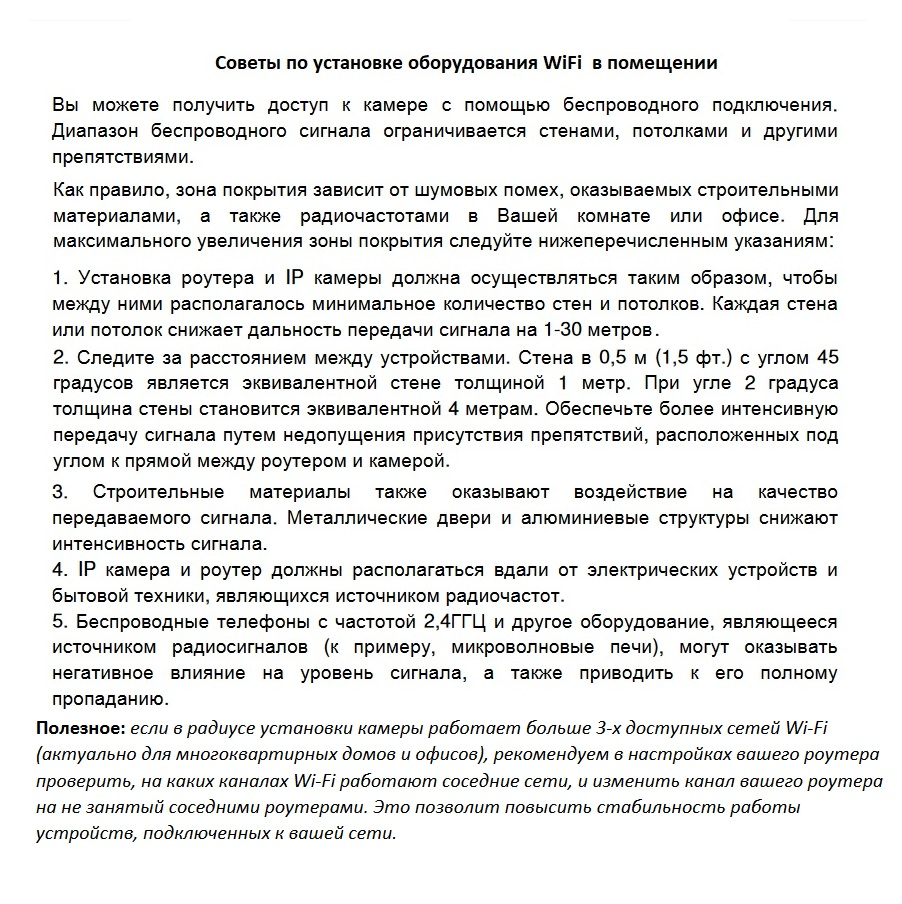 Советы по установке оборудования WiFi в помещении
Вы можете получить доступ к камере с помощью беспроводного подключения.
Диапазон беспроводного сигнала ограничивается стенами, потолками и другими
препятствиями.
Как правило, зона покрытия зависит от шумовых помех, оказываемых строительными
материалами, а также радиочастотами в Вашей комнате или офисе. Для
максимального увеличения зоны покрытия следуйте нижеперечисленным указаниям:
1. Установка роутера и IP камеры должна осуществляться таким образом, чтобы
между ними располагалось минимальное количество стен и потолков. Каждая стена
или потолок снижает дальность передачи сигнала на 1-30 метров.
2. Следите за расстоянием между устройствами. Стена в 0,5 м (1,5 фт.) с углом 45
градусов является эквивалентной стене толщиной 1 метр. При угле 2 градуса
толщина стены становится эквивалентной 4 метрам. Обеспечьте более интенсивную
передачу сигнала путем недопущения присутствия препятствий, расположенных под
углом к прямой между роутером и камерой.
3. Строительные материалы также оказывают воздействие на качество
передаваемого сигнала. Металлические двери и алюминиевые структуры снижают
интенсивность сигнала.
4. IP камера и роутер должны располагаться вдали от электрических устройств и
бытовой техники, являющихся источником радиочастот.
5. Беспроводные телефоны с частотой 2,4ГГЦ и другое оборудование, являющееся
источником радиосигналов (к примеру, микроволновые печи), могут оказывать
негативное влияние на уровень сигнала, а также приводить к его полному
пропаданию.
Полезное: если в радиусе установки камеры работает больше 3-х доступных сетей Wi-Fi
(актуально для многоквартирных домов и офисов), рекомендуем в настройках вашего роутера
проверить, на каких каналах Wi-Fi работают соседние сети, и изменить канал вашего роутера
на не занятый соседними роутерами. Это позволит повысить стабильность работы
устройств, подключенных к вашей сети.